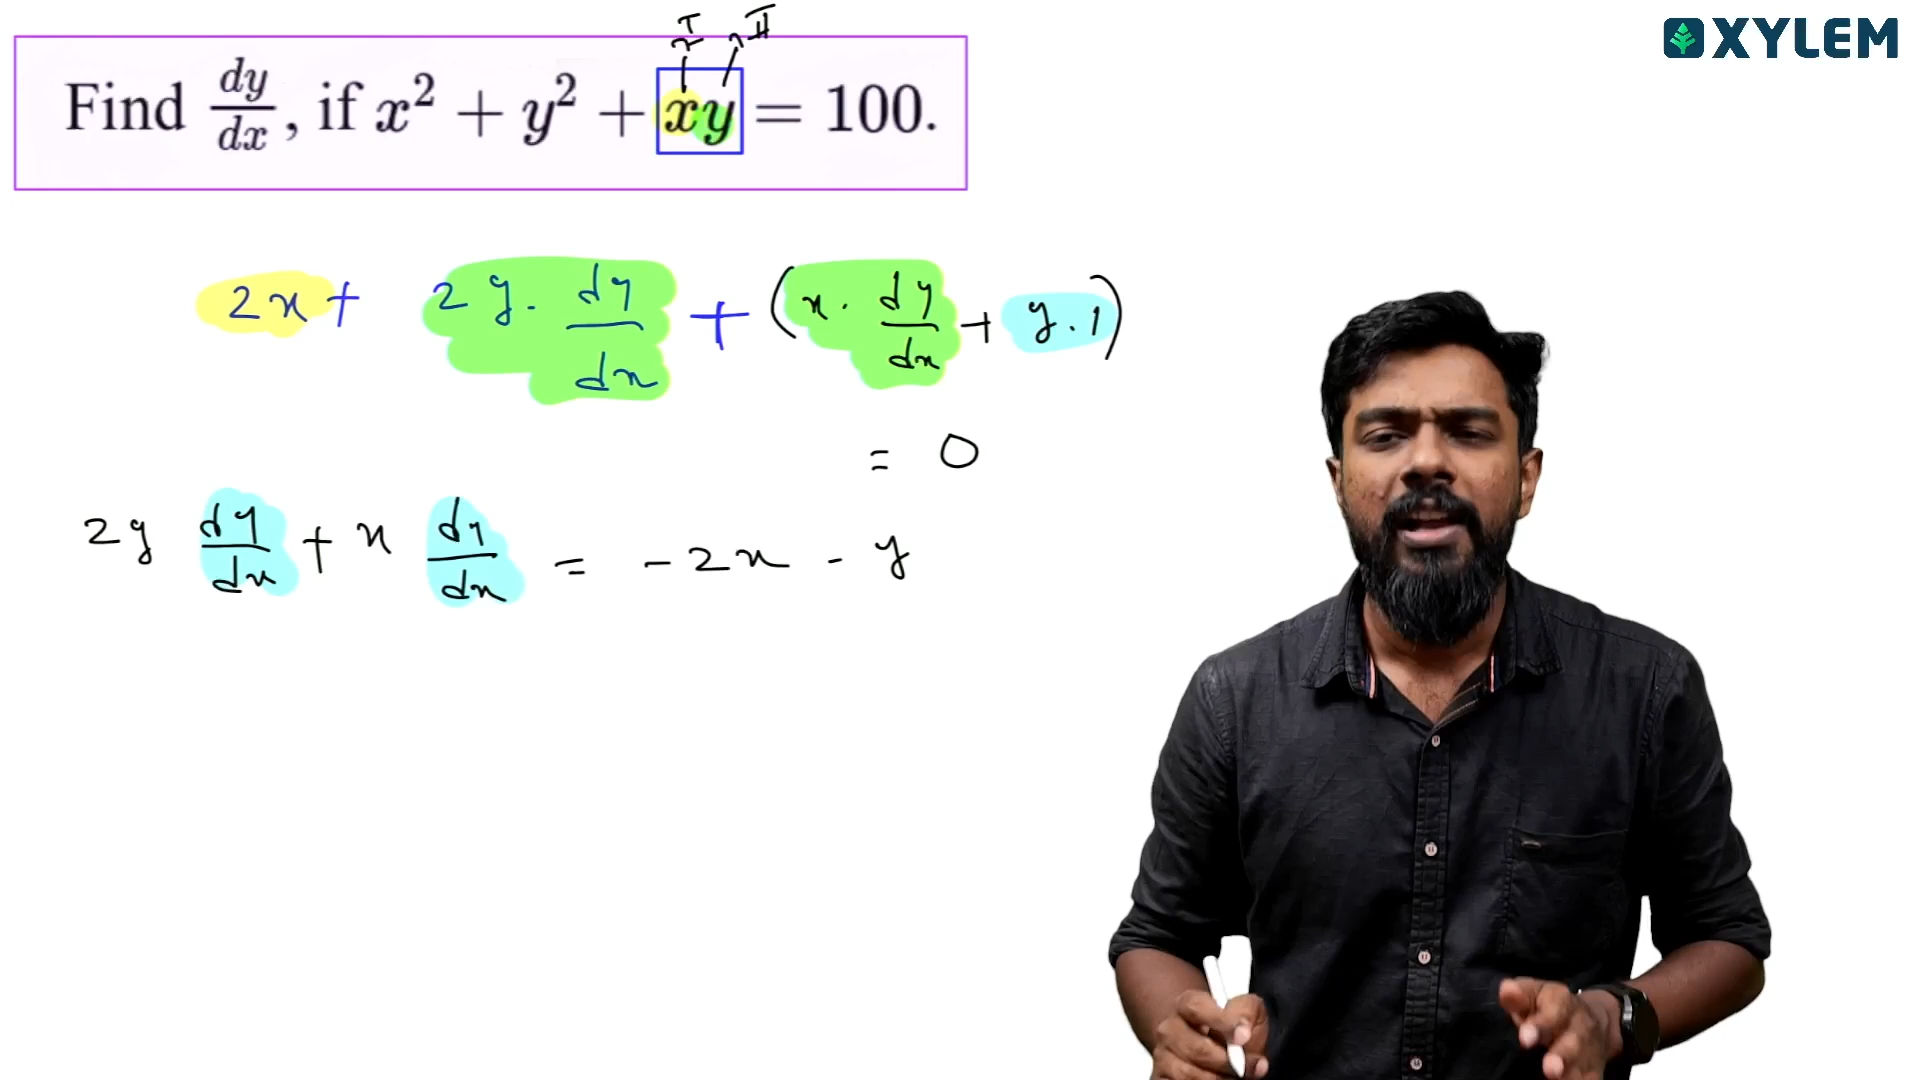 XYLEM
I II
Find dy/dx, if x² + y² + xy = 100.
2x + 2y. dy/dx + (x. dy/dx + y.1)
= 0
2y dy/dx + x dy/dx = -2x - y